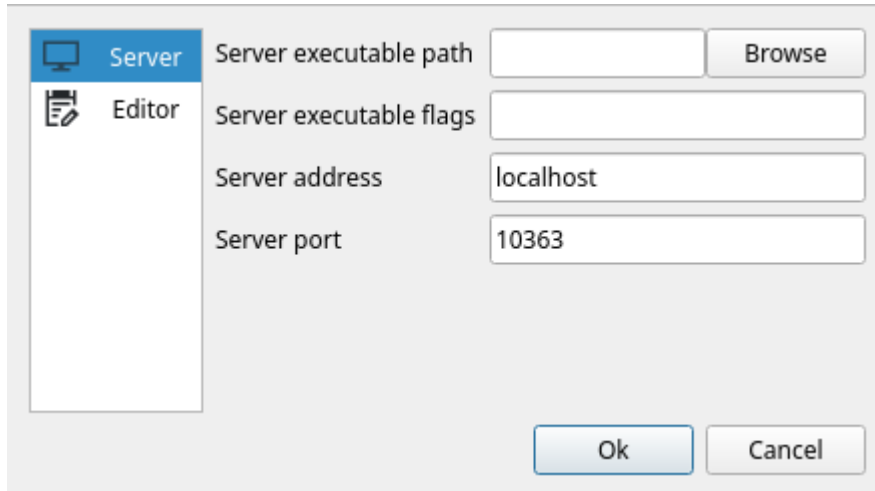 Server
Editor
Server executable path
Browse
Server executable flags
Server address
localhost
Server port
10363
Ok
Cancel